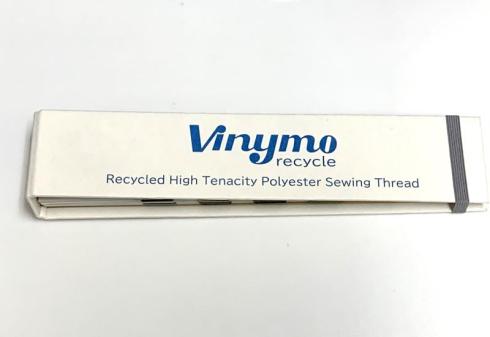 Vinymo
recycle
Recycled High Tenacity Polyester Sewing Thread